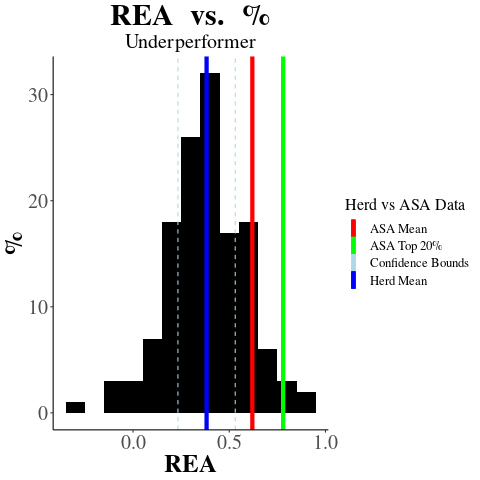 REA vs. %
Underperformer
%
30
20
10
0
0.0 0.5 1.0
REA
Herd vs ASA Data
ASA Mean
ASA Top 20%
Confidence Bounds
Herd Mean